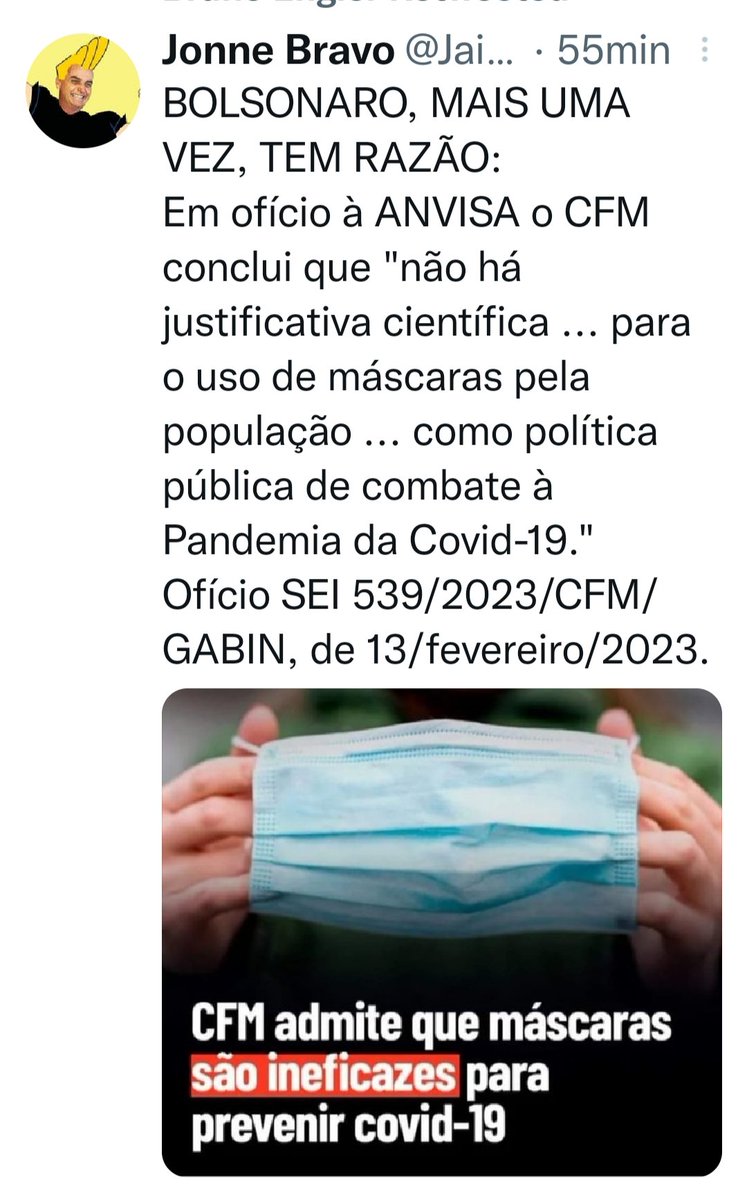 Jonne Bravo @Jai... · 55min
BOLSONARO, MAIS UMA
VEZ, TEM RAZÃO:
Em ofício à ANVISA o CFM
conclui que "não há
justificativa científica ... para
o uso de máscaras pela
população ... como política
pública de combate à
Pandemia da Covid-19."
Ofício SEI 539/2023/CFM/
GABIN, de 13/fevereiro/2023.
CFM admite que máscaras
são ineficazes para
prevenir covid-19